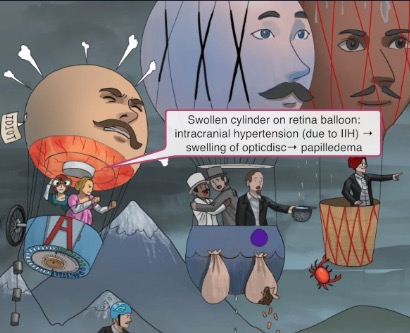 IDIOT
Swollen cylinder on retina balloon:
intracranial hypertension (due to IIH) →
swelling of opticdisc→ papilledema
A